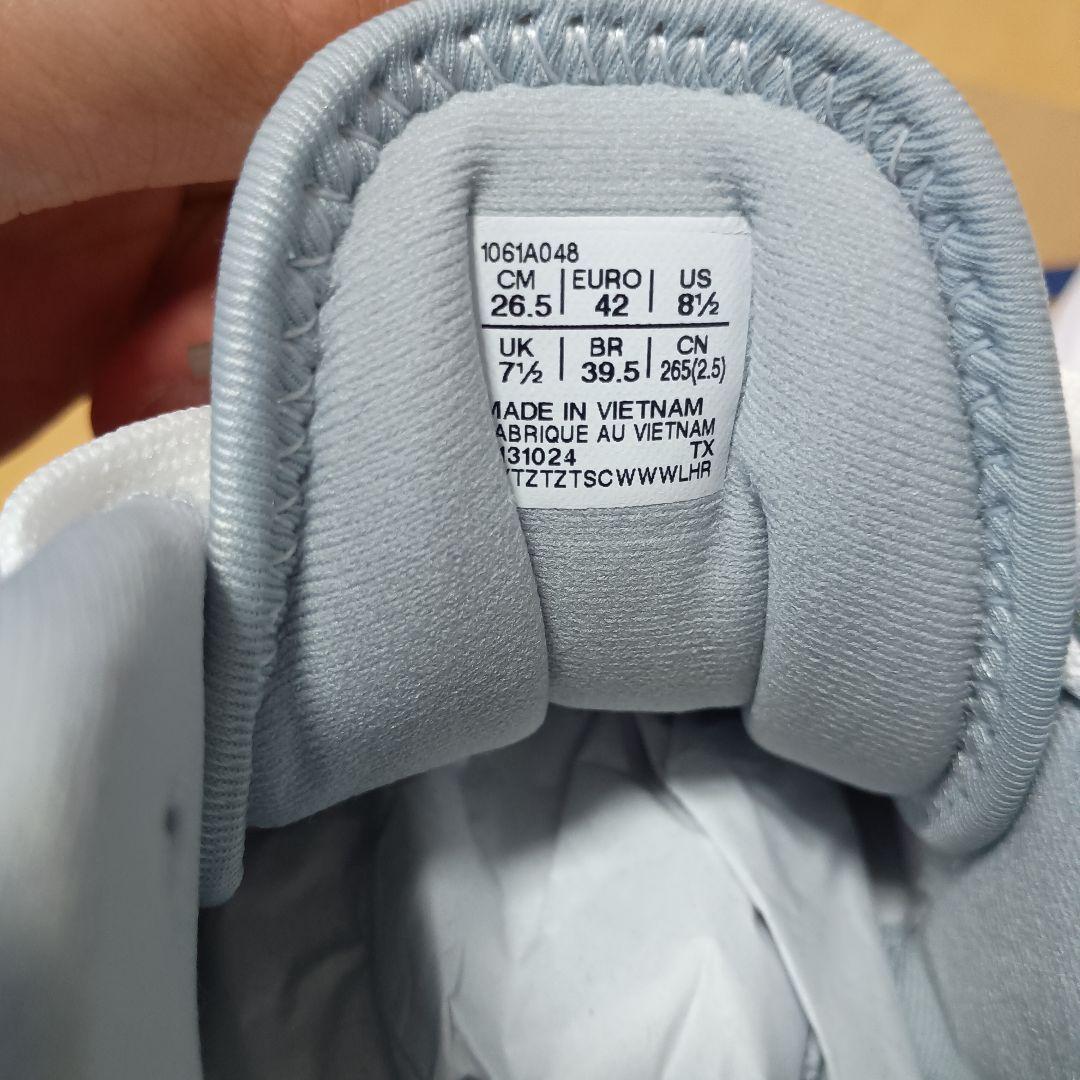 1061A048
CM | EURO | US
26.5 | 42 | 8½
UK | BR | CN
7½ | 39.5 | 265(2.5)
MADE IN VIETNAM
FABRIQUE AU VIETNAM
131024 TX
TZTZTSCWWWLHR